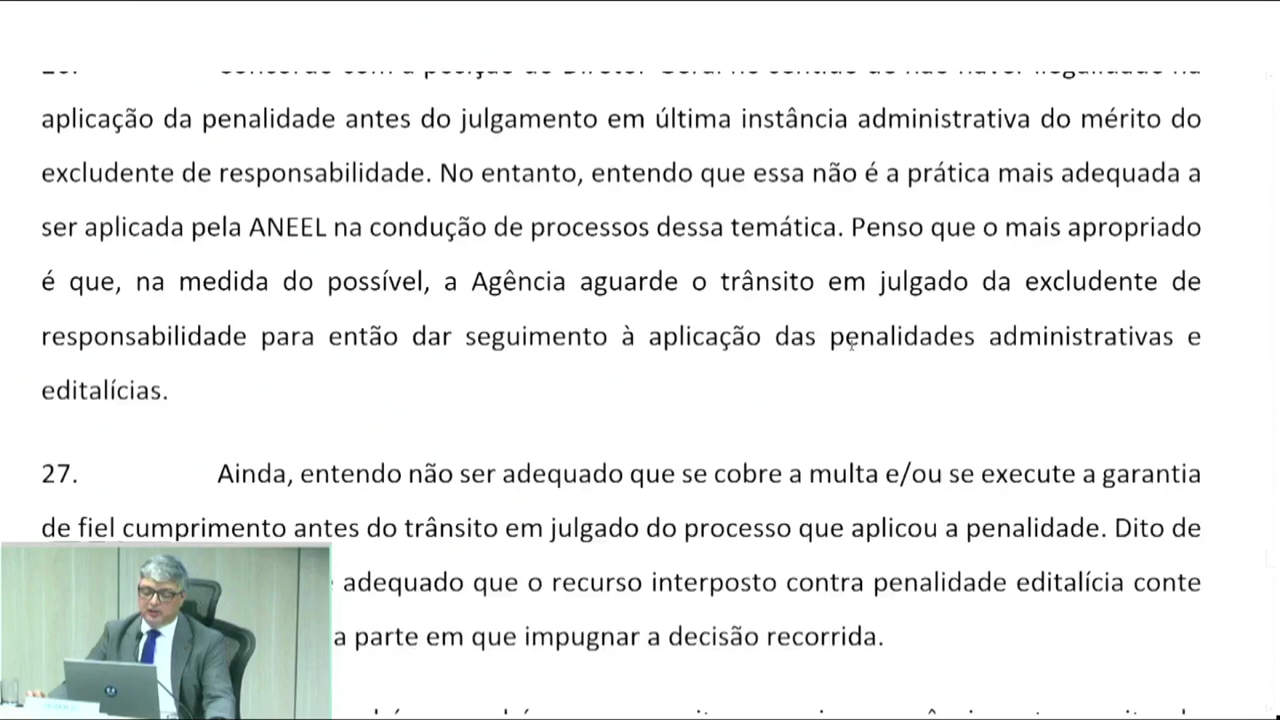 aplicação da penalidade antes do julgamento em última instância administrativa do mérito do
excludente de responsabilidade. No entanto, entendo que essa não é a prática mais adequada a
ser aplicada pela ANEEL na condução de processos dessa temática. Penso que o mais apropriado
é que, na medida do possível, a Agência aguarde o trânsito em julgado da excludente de
responsabilidade para então dar seguimento à aplicação das penalidades administrativas e
editalícias.
27. Ainda, entendo não ser adequado que se cobre a multa e/ou se execute a garantia
de fiel cumprimento antes do trânsito em julgado do processo que aplicou a penalidade. Dito de
adequado que o recurso interposto contra penalidade editalícia conte
a parte em que impugnar a decisão recorrida.